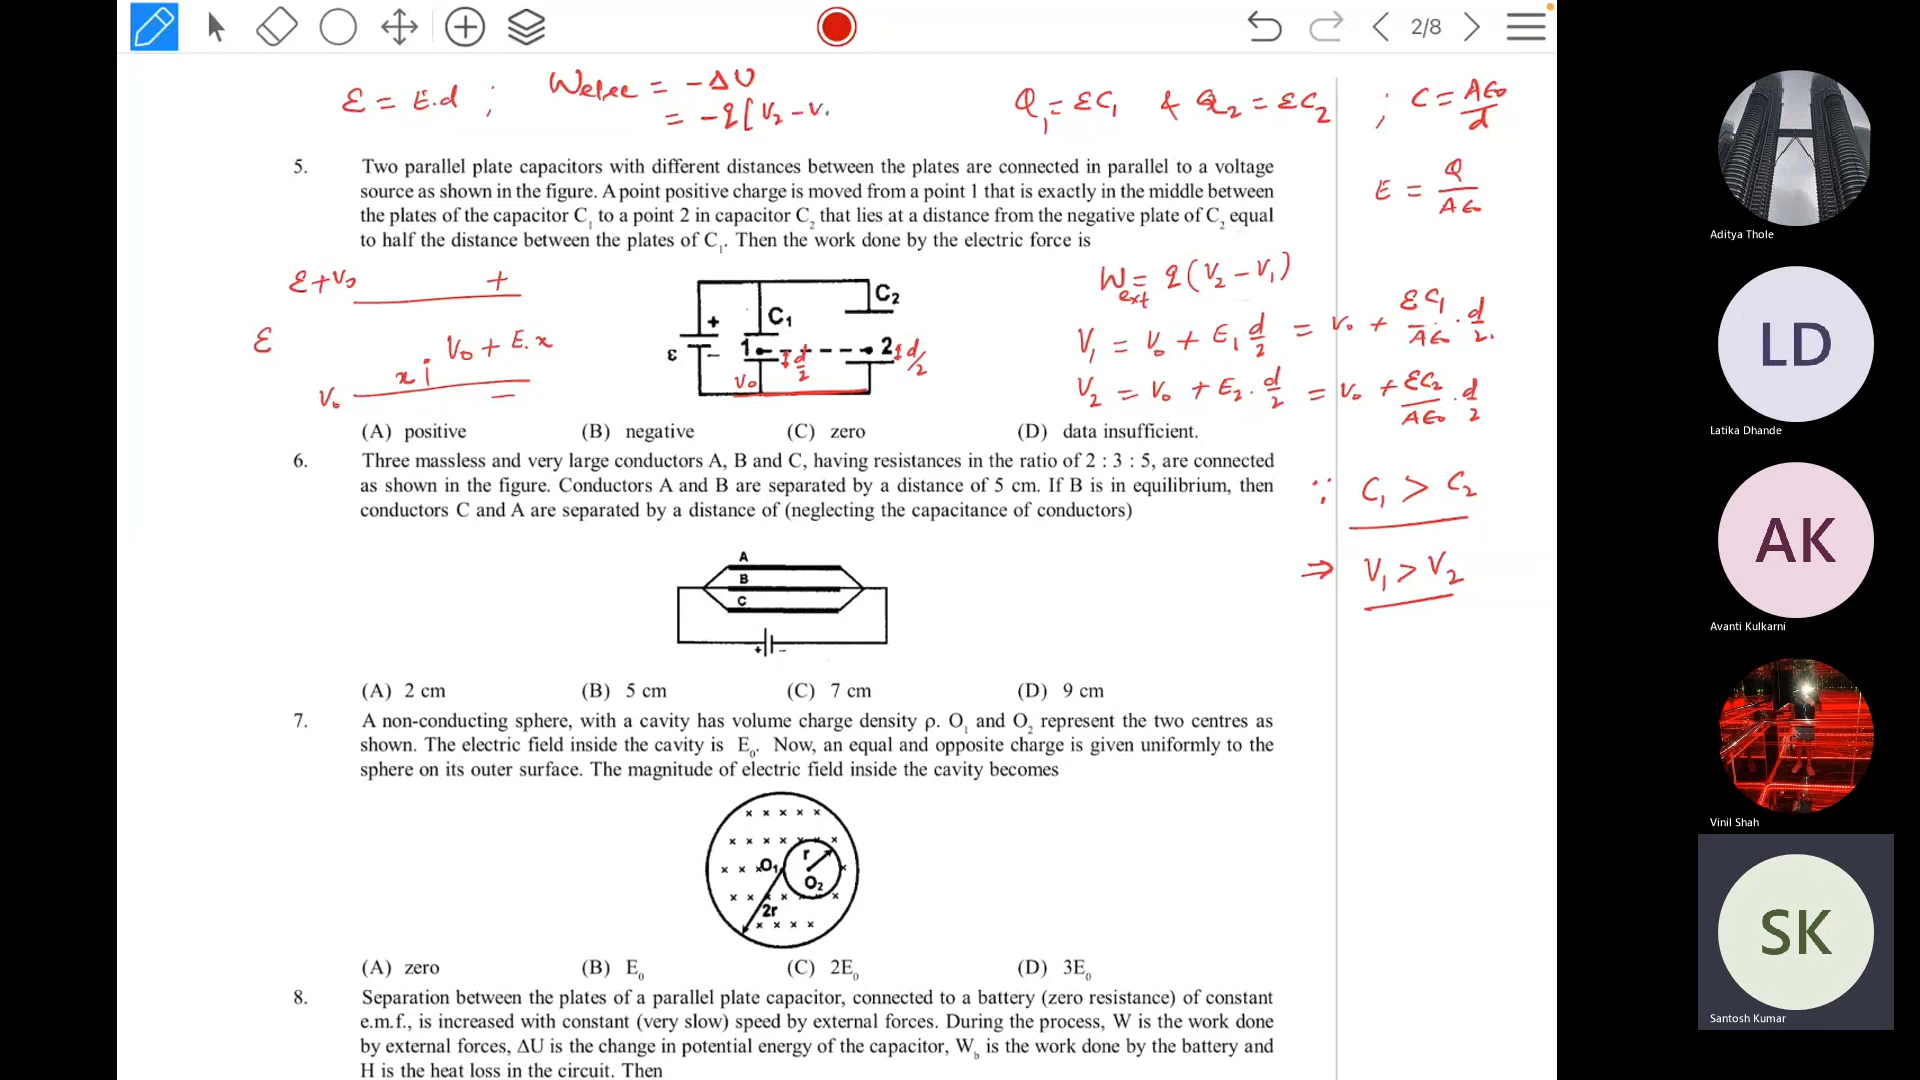 2/8
Ɛ = E.d ; Welec = -ΔU
= -q[V₂ - V₁
Q₁ = ƐC₁ & Q₂ = ƐC₂ ; C = Aϵ₀/d
E = Q/Aϵ₀
5. Two parallel plate capacitors with different distances between the plates are connected in parallel to a voltage
source as shown in the figure. A point positive charge is moved from a point 1 that is exactly in the middle between
the plates of the capacitor C₁ to a point 2 in capacitor C₂ that lies at a distance from the negative plate of C₂ equal
to half the distance between the plates of C₁. Then the work done by the electric force is
Ɛ+V₀ +
Ɛ
V₀ + E.x
x
V₀ −
+ C₁ C₂
ε − 1 2
d/2 d/2
V₀
W_ext = q(V₂ - V₁)
V₁ = V₀ + E₁ d/2 = V₀ + ƐC₁/Aϵ₀ . d/2.
V₂ = V₀ + E₂ . d/2 = V₀ + ƐC₂/Aϵ₀ . d/2
(A) positive (B) negative (C) zero (D) data insufficient.
∵ C₁ > C₂
⇒ V₁ > V₂
6. Three massless and very large conductors A, B and C, having resistances in the ratio of 2 : 3 : 5, are connected
as shown in the figure. Conductors A and B are separated by a distance of 5 cm. If B is in equilibrium, then
conductors C and A are separated by a distance of (neglecting the capacitance of conductors)
A
B
C
+ -
(A) 2 cm (B) 5 cm (C) 7 cm (D) 9 cm
7. A non-conducting sphere, with a cavity has volume charge density ρ. O₁ and O₂ represent the two centres as
shown. The electric field inside the cavity is E₀. Now, an equal and opposite charge is given uniformly to the
sphere on its outer surface. The magnitude of electric field inside the cavity becomes
r
O₁
O₂
2r
(A) zero (B) E₀ (C) 2E₀ (D) 3E₀
8. Separation between the plates of a parallel plate capacitor, connected to a battery (zero resistance) of constant
e.m.f., is increased with constant (very slow) speed by external forces. During the process, W is the work done
by external forces, ΔU is the change in potential energy of the capacitor, W_b is the work done by the battery and
H is the heat loss in the circuit. Then
Aditya Thole
LD
Latika Dhande
AK
Avanti Kulkarni
Vinil Shah
SK
Santosh Kumar